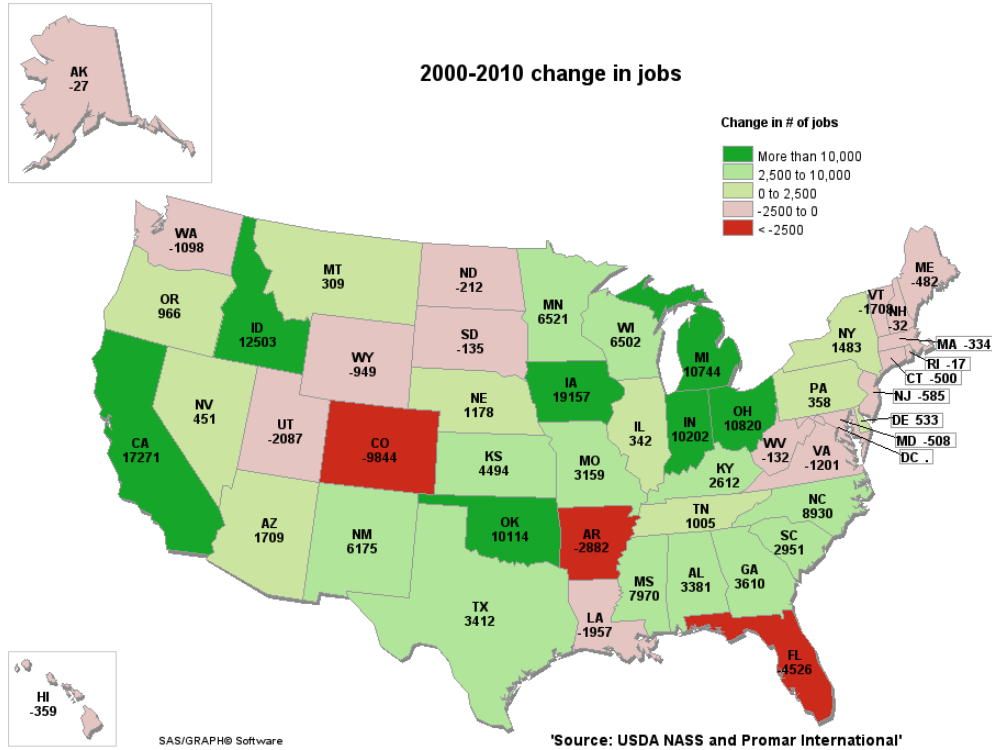 AK
-27
2000-2010 change in jobs
Change in # of jobs
More than 10,000
2,500 to 10,000
0 to 2,500
-2500 to 0
< -2500
WA
-1098
MT
309
ND
-212
MN
6521
ME
-482
VT
-1708
NH
-32
OR
966
ID
12503
SD
-135
WI
6502
NY
1483
MA -334
RI -17
CT -500
NJ -585
WY
-949
MI
10744
IA
19157
PA
358
NE
1178
NV
451
UT
-2087
CO
-9844
IL
342
IN
10202
OH
10820
DE 533
MD -508
DC .
WV
-132
VA
-1201
CA
17271
KS
4494
MO
3159
KY
2612
NC
8930
TN
1005
AZ
1709
NM
6175
OK
10114
AR
-2882
SC
2951
MS
7970
AL
3381
GA
3610
TX
3412
LA
-1957
FL
-4526
HI
-359
SAS/GRAPH® Software
'Source: USDA NASS and Promar International'